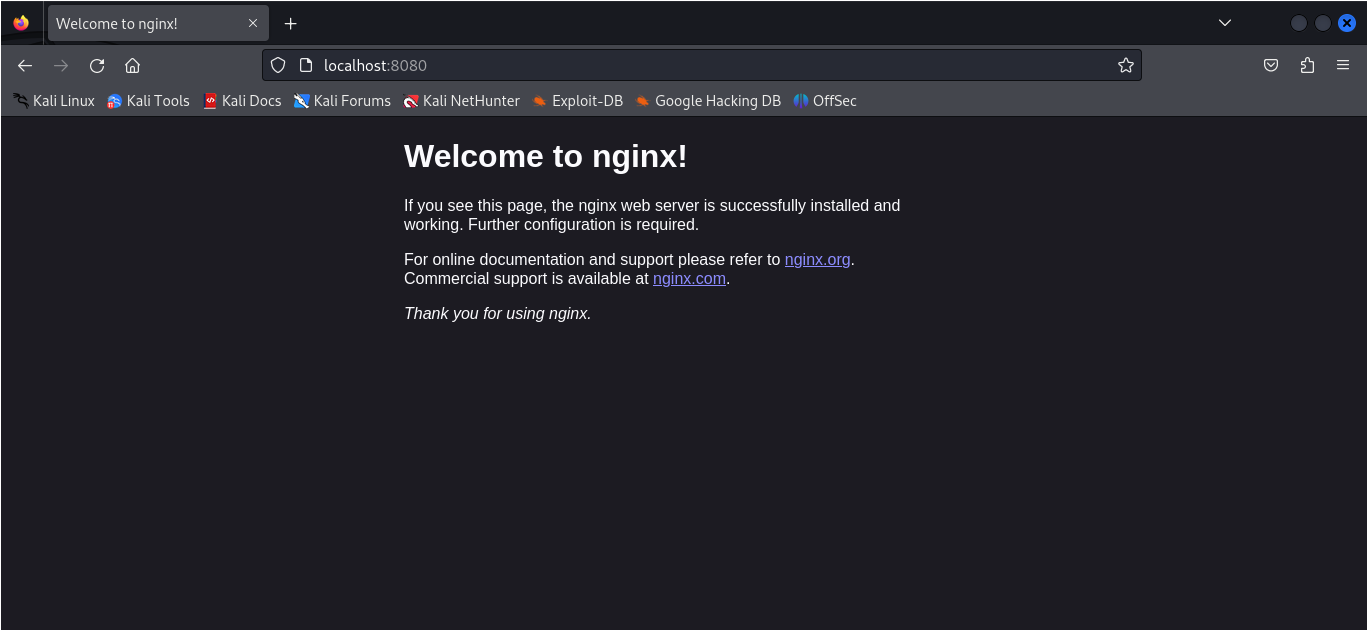 Welcome to nginx!
localhost:8080
Kali Linux Kali Tools Kali Docs Kali Forums Kali NetHunter Exploit-DB Google Hacking DB OffSec
Welcome to nginx!
If you see this page, the nginx web server is successfully installed and
working. Further configuration is required.
For online documentation and support please refer to nginx.org.
Commercial support is available at nginx.com.
Thank you for using nginx.